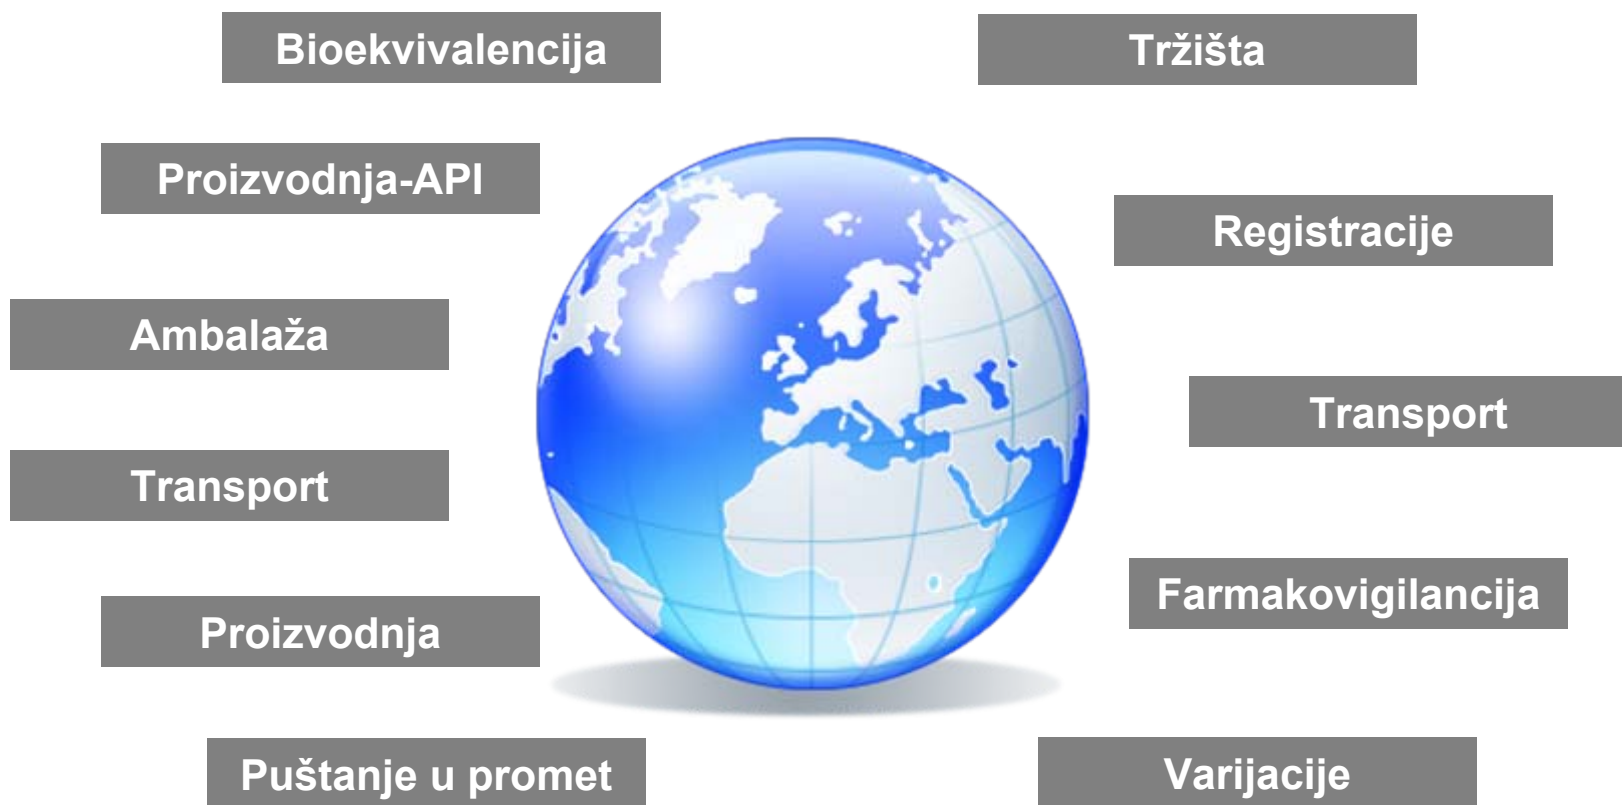 Bioekvivalencija
Tržišta
Proizvodnja-API
Registracije
Ambalaža
Transport
Transport
Farmakovigilancija
Proizvodnja
Puštanje u promet
Varijacije